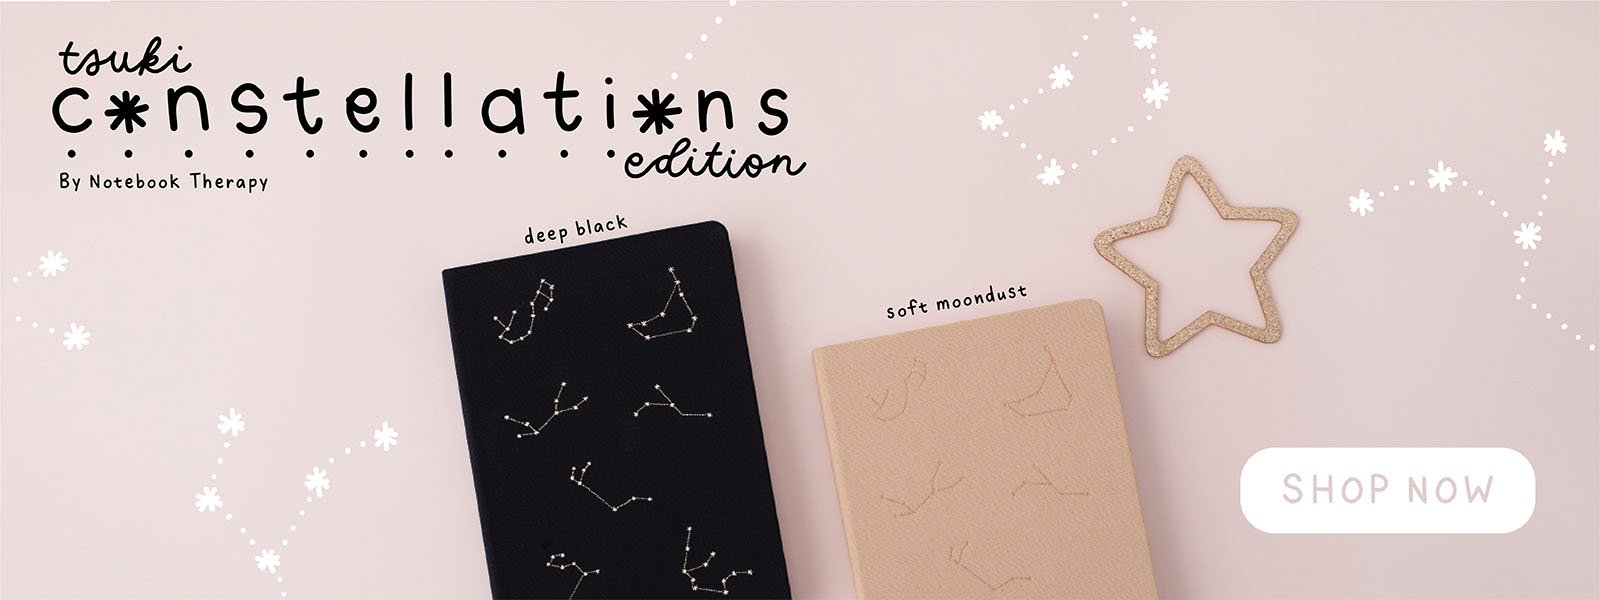 tsuki
constellations
edition
By Notebook Therapy
deep black
soft moondust
SHOP NOW